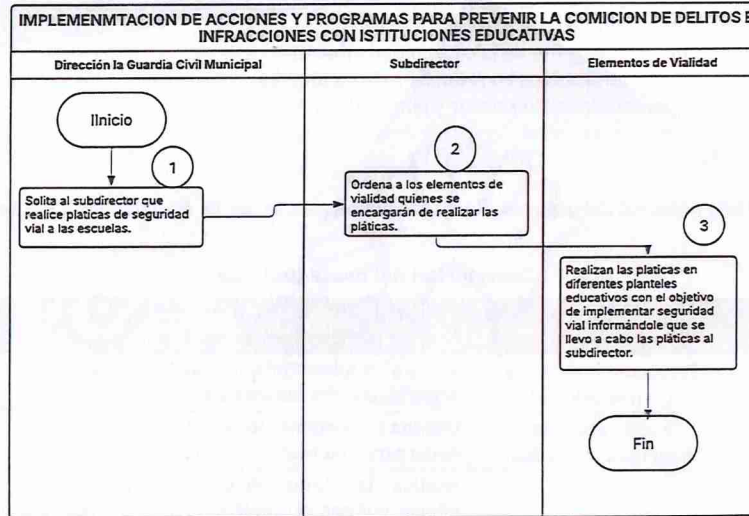 IMPLEMENMTACION DE ACCIONES Y PROGRAMAS PARA PREVENIR LA COMICION DE DELITOS E
INFRACCIONES CON ISTITUCIONES EDUCATIVAS
Dirección la Guardia Civil Municipal
Subdirector
Elementos de Vialidad
IInicio
1
Solita al subdirector que
realice platicas de seguridad
vial a las escuelas.
2
Ordena a los elementos de
vialidad quienes se
encargarán de realizar las
pláticas.
3
Realizan las platicas en
diferentes planteles
educativos con el objetivo
de implementar seguridad
vial informándole que se
llevo a cabo las pláticas al
subdirector.
Fin